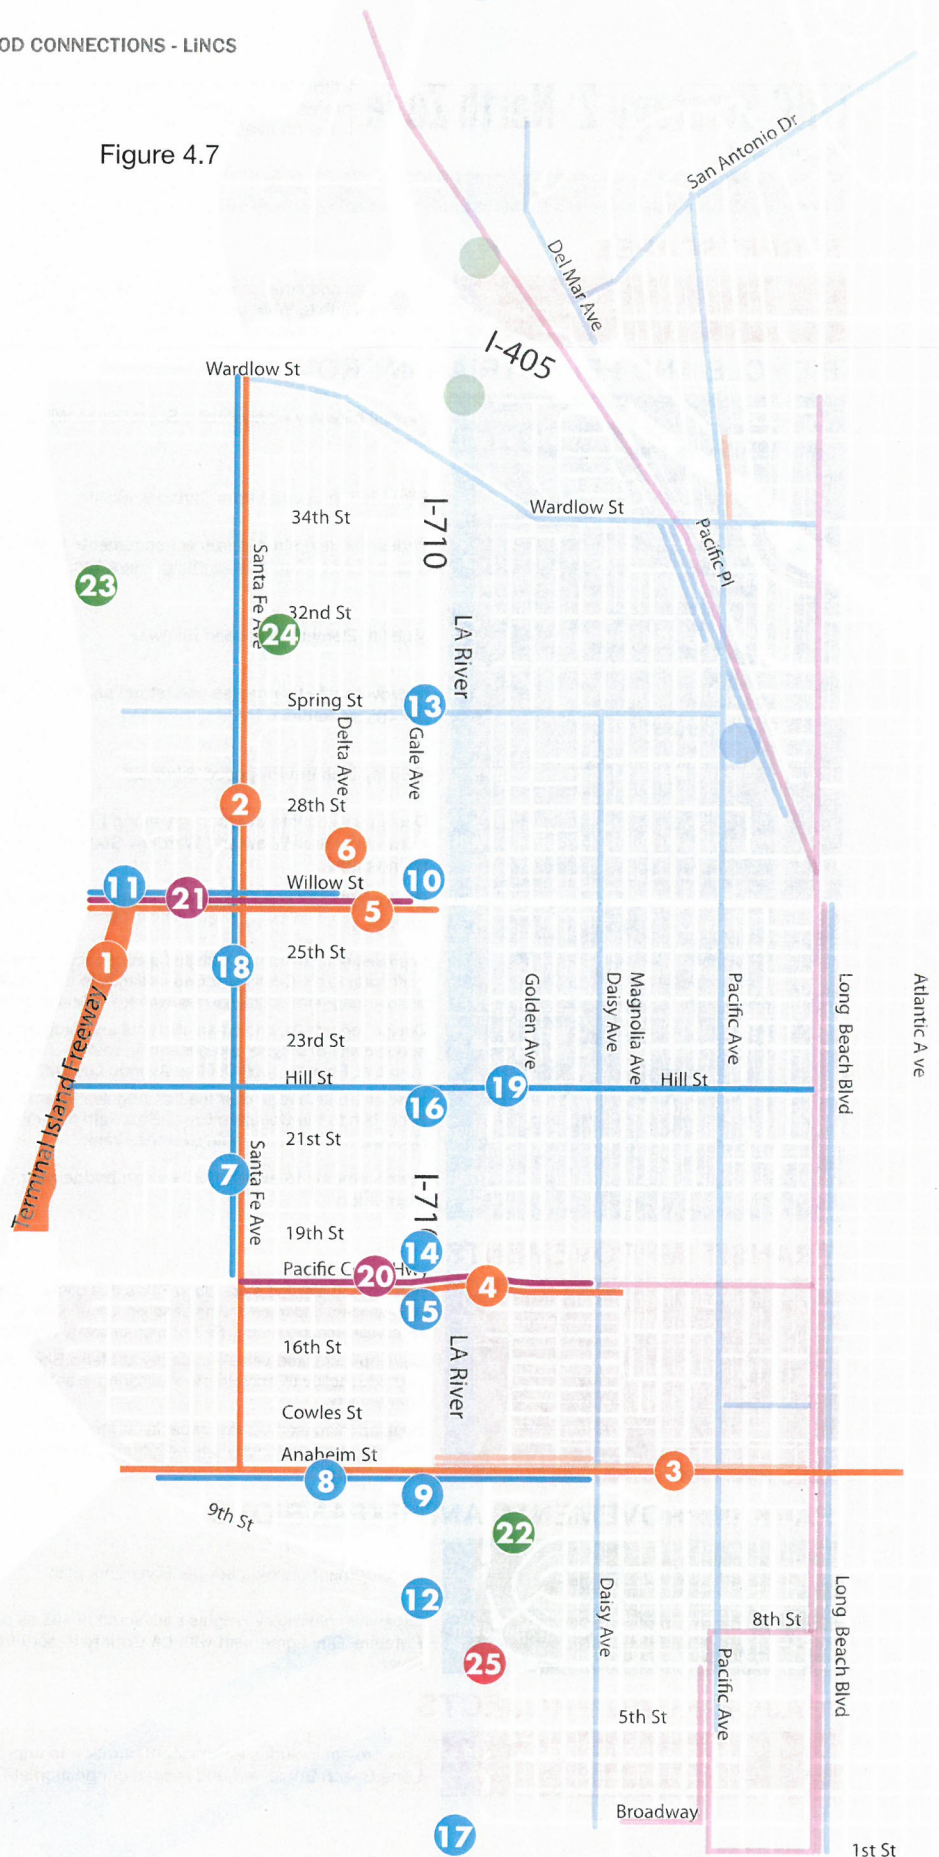 OD CONNECTIONS - LiNCS
Figure 4.7
San Antonio Dr
Del Mar Ave
I-405
Wardlow St
Wardlow St
34th St
I-710
Pacific Pl
Santa Fe Ave
23
32nd St
24
LA River
Spring St
13
Delta Ave
Gale Ave
2
28th St
6
Willow St
10
11
21
5
1
18
25th St
Golden Ave
Daisy Ave
Magnolia Ave
Pacific Ave
Long Beach Blvd
Atlantic A ve
Terminal Island Freeway
23rd St
Hill St
19
Hill St
16
21st St
7
Santa Fe Ave
I-710
19th St
14
Pacific C Hwy
20
4
15
16th St
LA River
Cowles St
Anaheim St
8
9
3
9th St
22
12
Daisy Ave
8th St
Long Beach Blvd
25
Pacific Ave
5th St
Broadway
17
1st St